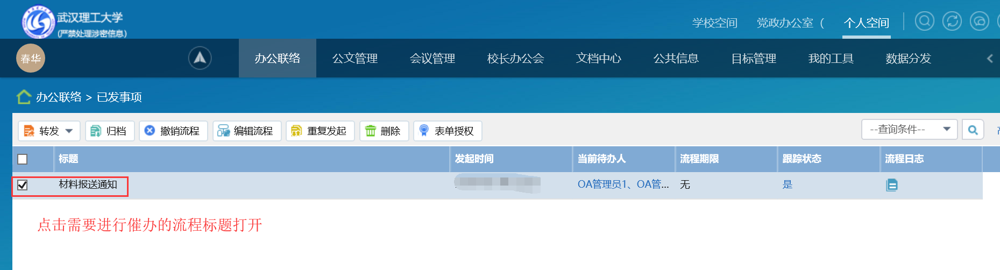 武汉理工大学
(严禁处理涉密信息)
学校空间 党政办公室（ 个人空间
春华 办公联络 公文管理 会议管理 校长办公会 文档中心 公共信息 目标管理 我的工具 数据分发
办公联络 > 已发事项
转发 归档 撤销流程 编辑流程 重复发起 删除 表单授权 --查询条件--
标题 发起时间 当前待办人 流程期限 跟踪状态 流程日志
材料报送通知 OA管理员1、OA管... 无 是
点击需要进行催办的流程标题打开